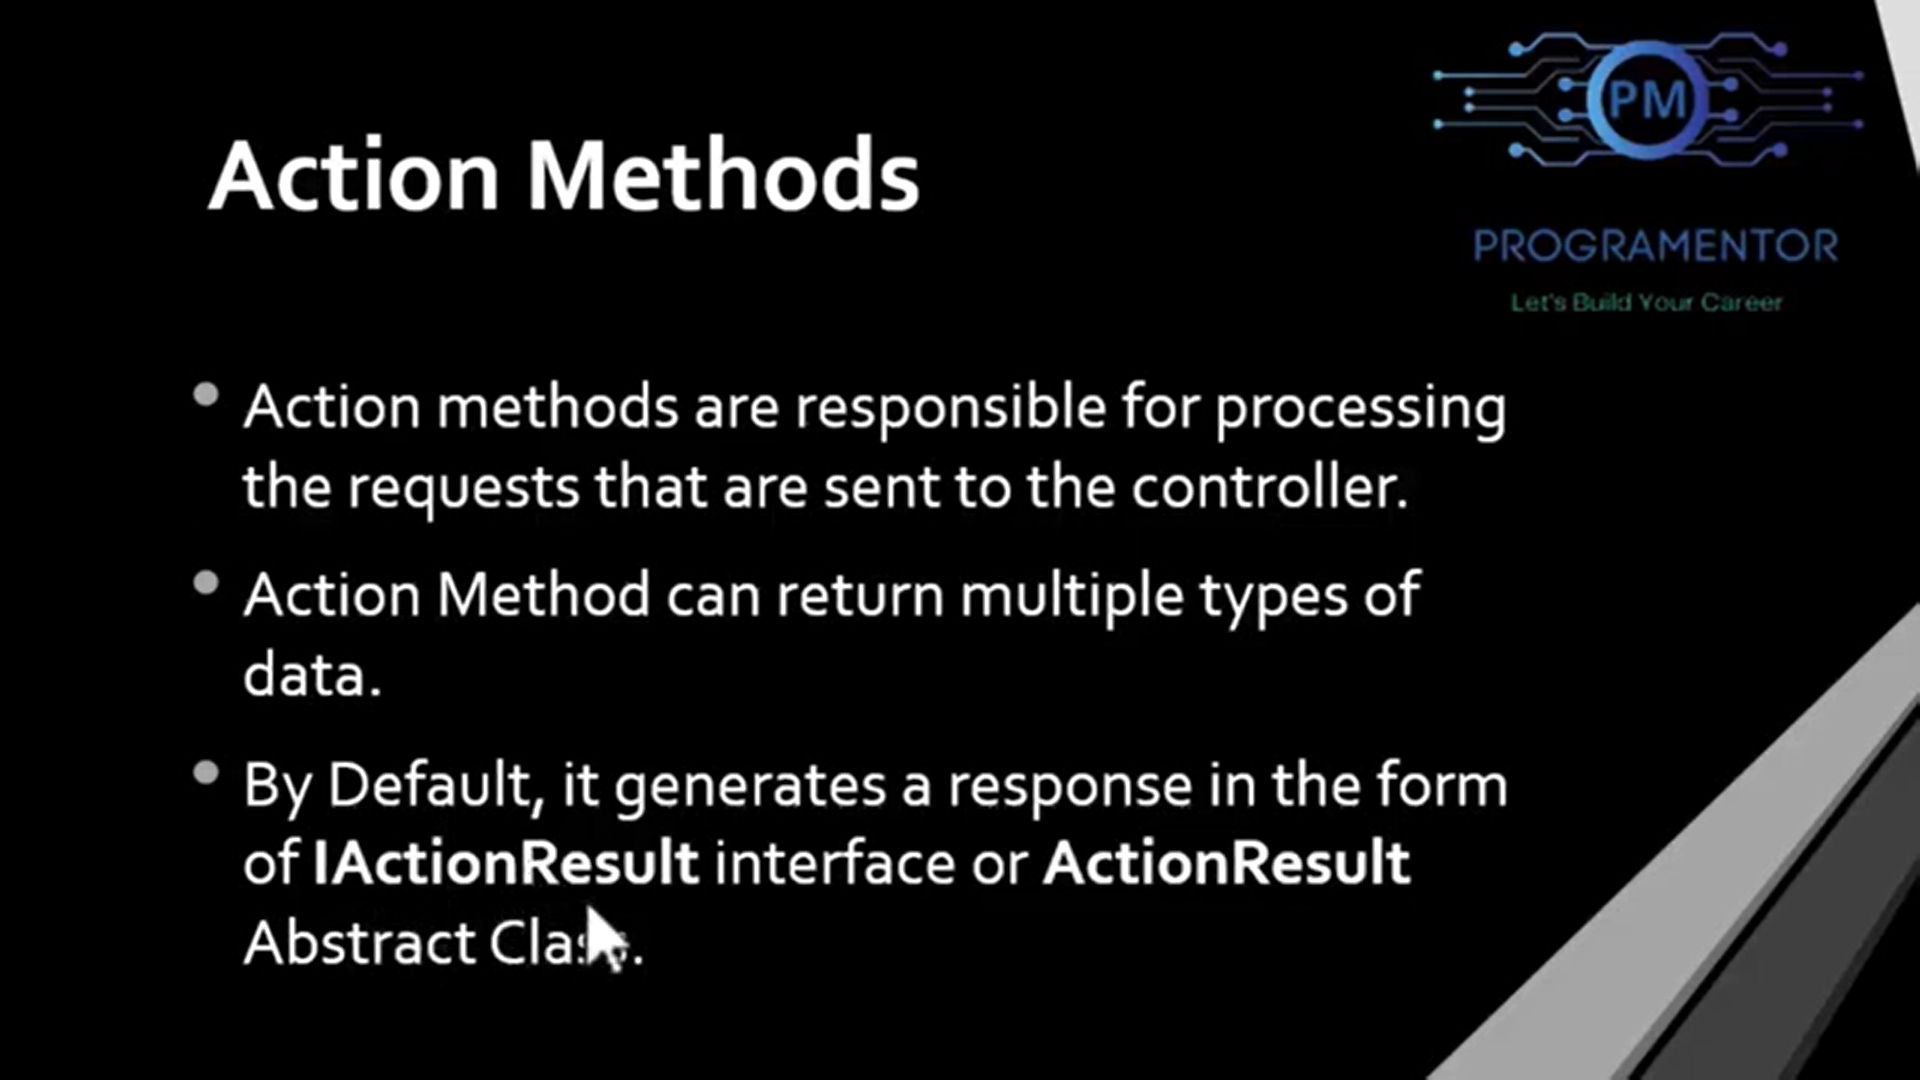 PM
Action Methods
PROGRAMENTOR
Let's Build Your Career
Action methods are responsible for processing
the requests that are sent to the controller.
Action Method can return multiple types of
data.
By Default, it generates a response in the form
of IActionResult interface or ActionResult
Abstract Class.